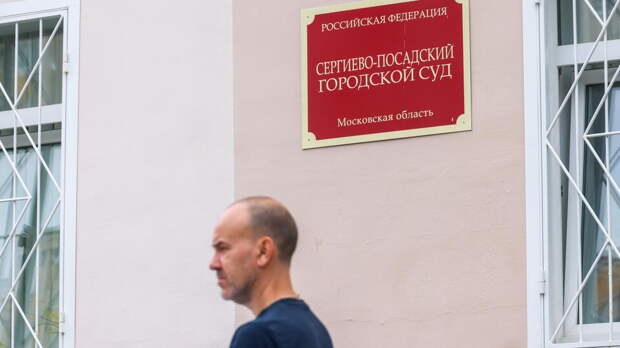 РОССИЙСКАЯ ФЕДЕРАЦИЯ
СЕРГИЕВО-ПОСАДСКИЙ
ГОРОДСКОЙ СУД
Московская область